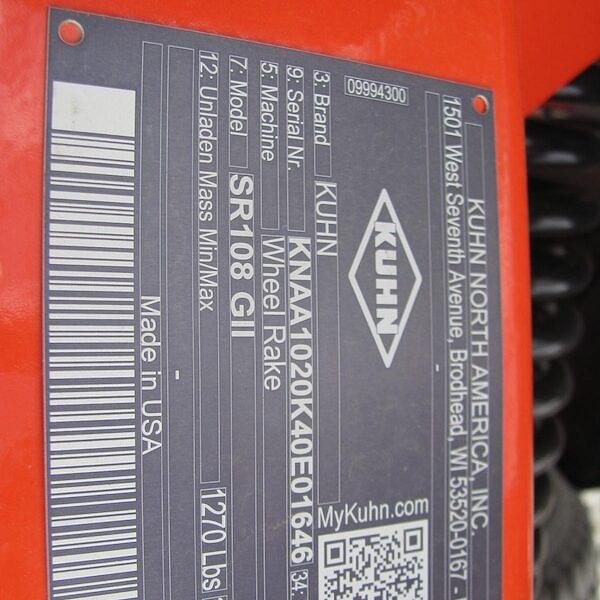 KUHN NORTH AMERICA, INC.
1501 West Seventh Avenue, Brodhead, WI 53520-0167 -
09994300
KUHN
3: Brand KUHN
9: Serial Nr. KNAA1020K40E01646 34:
5: Machine Wheel Rake
7: Model SR108 GII
12: Unladen Mass Min/Max - 1270 Lbs
MyKuhn.com
Made in USA